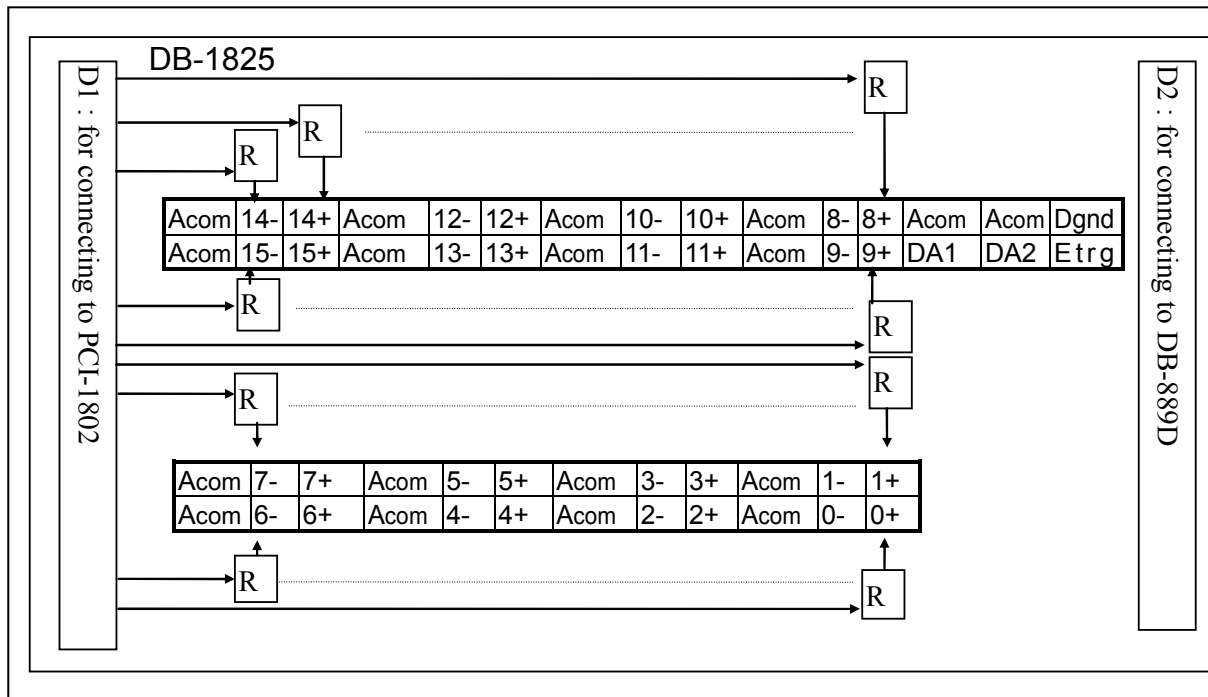 DB-1825
D1 : for connecting to PCI-1802
D2 : for connecting to DB-889D
R
R
R
Acom 14- 14+ Acom 12- 12+ Acom 10- 10+ Acom 8- 8+ Acom Acom Dgnd
Acom 15- 15+ Acom 13- 13+ Acom 11- 11+ Acom 9- 9+ DA1 DA2 Etrg
R
R
R
R
Acom 7- 7+ Acom 5- 5+ Acom 3- 3+ Acom 1- 1+
Acom 6- 6+ Acom 4- 4+ Acom 2- 2+ Acom 0- 0+
R
R